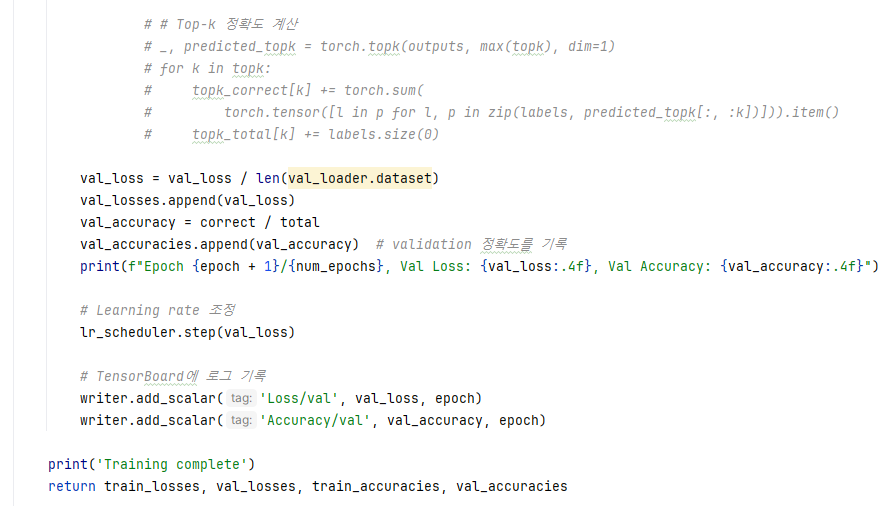 # # Top-k 정확도 계산
# _, predicted_topk = torch.topk(outputs, max(topk), dim=1)
# for k in topk:
#     topk_correct[k] += torch.sum(
#         torch.tensor([l in p for l, p in zip(labels, predicted_topk[:, :k])])).item()
#     topk_total[k] += labels.size(0)
val_loss = val_loss / len(val_loader.dataset)
val_losses.append(val_loss)
val_accuracy = correct / total
val_accuracies.append(val_accuracy)  # validation 정확도를 기록
print(f"Epoch {epoch + 1}/{num_epochs}, Val Loss: {val_loss:.4f}, Val Accuracy: {val_accuracy:.4f}")
# Learning rate 조정
lr_scheduler.step(val_loss)
# TensorBoard에 로그 기록
writer.add_scalar( tag: 'Loss/val', val_loss, epoch)
writer.add_scalar( tag: 'Accuracy/val', val_accuracy, epoch)
print('Training complete')
return train_losses, val_losses, train_accuracies, val_accuracies